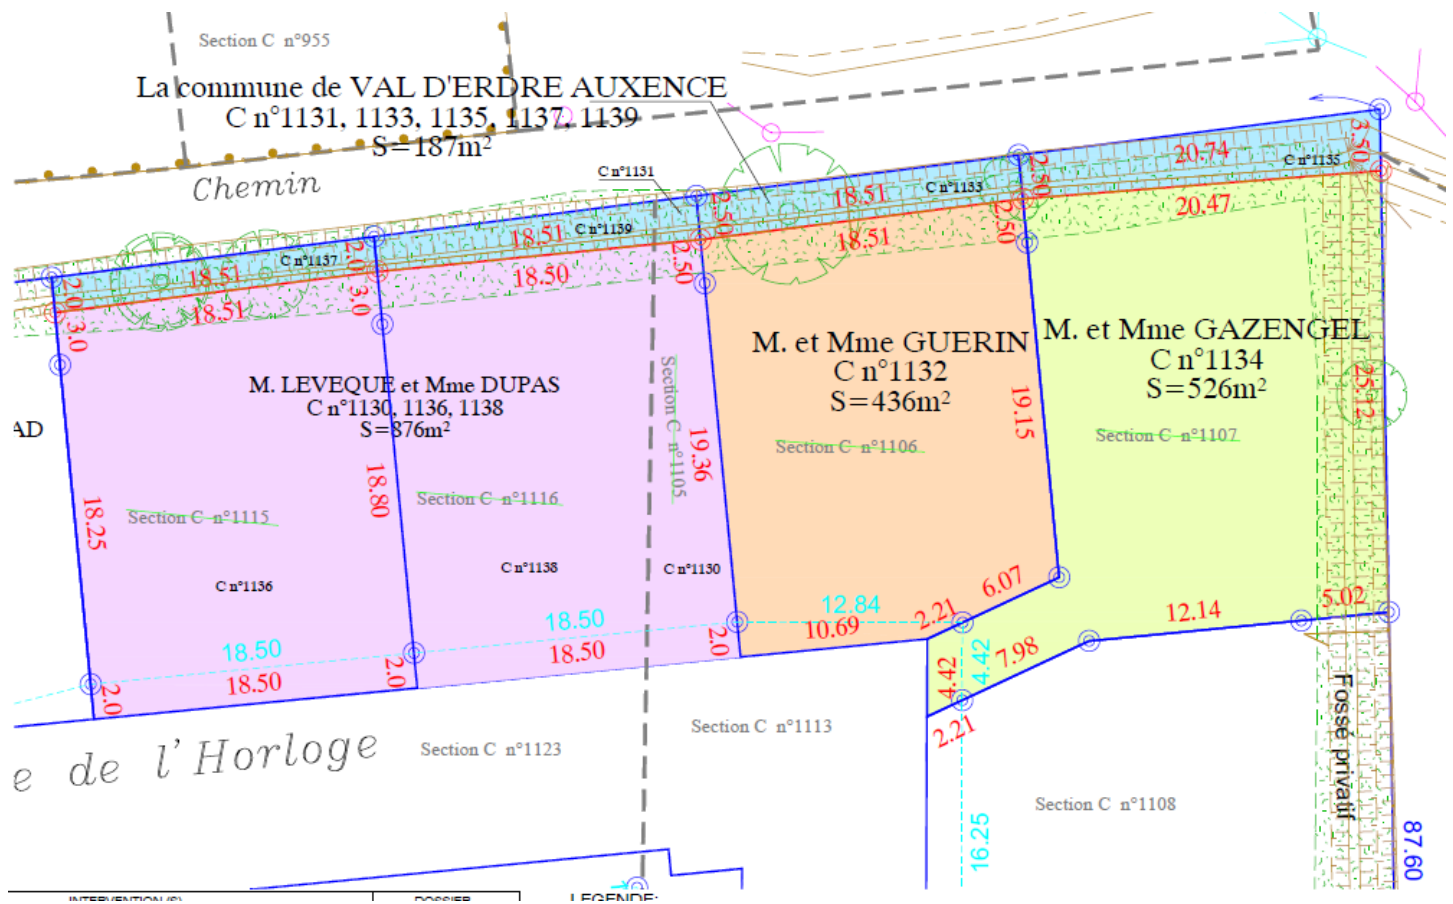 Section C n°955
La commune de VAL D'ERDRE AUXENCE
C n°1131, 1133, 1135, 1137, 1139
S=187m²
Chemin
C n°1131
C n°1133
C n°1135
C n°1137
C n°1139
20.74
3.50
20.47
2.50
2.50
18.51
18.51
2.50
2.50
18.51
18.50
2.0
3.0
18.51
18.51
2.0
3.0
M. et Mme GUERIN
C n°1132
S=436m²
M. et Mme GAZENGEL
C n°1134
S=526m²
M. LEVEQUE et Mme DUPAS
C n°1130, 1136, 1138
S=876m²
AD
Section C n°1105
Section C n°1106
Section C n°1107
Section C n°1115
Section C n°1116
18.25
18.80
19.36
19.15
25.12
C n°1136
C n°1138
C n°1130
18.50
18.50
18.50
18.50
2.0
2.0
2.0
12.84
10.69
2.21
6.07
4.42
4.42
7.98
2.21
12.14
5.02
e de l'Horloge
Section C n°1123
Section C n°1113
Section C n°1108
Fossé privatif
16.25
87.60
INTERVENTION (S)
DOSSIER
LEGENDE: